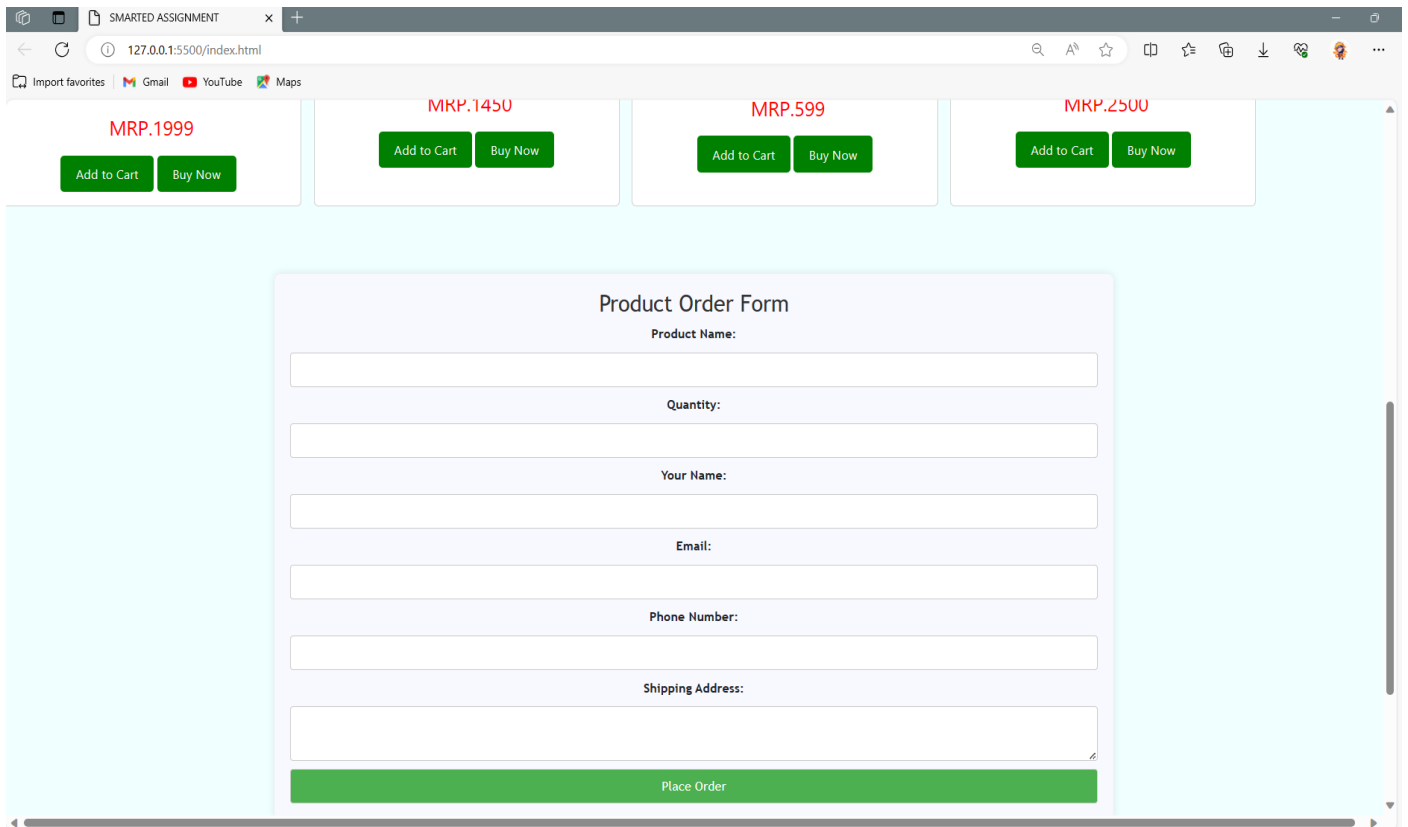 SMARTED ASSIGNMENT
127.0.0.1:5500/index.html
Import favorites Gmail YouTube Maps
MRP.1999 MRP.1450 MRP.599 MRP.2500
Add to Cart Buy Now Add to Cart Buy Now Add to Cart Buy Now Add to Cart Buy Now
Product Order Form
Product Name:
Quantity:
Your Name:
Email:
Phone Number:
Shipping Address:
Place Order